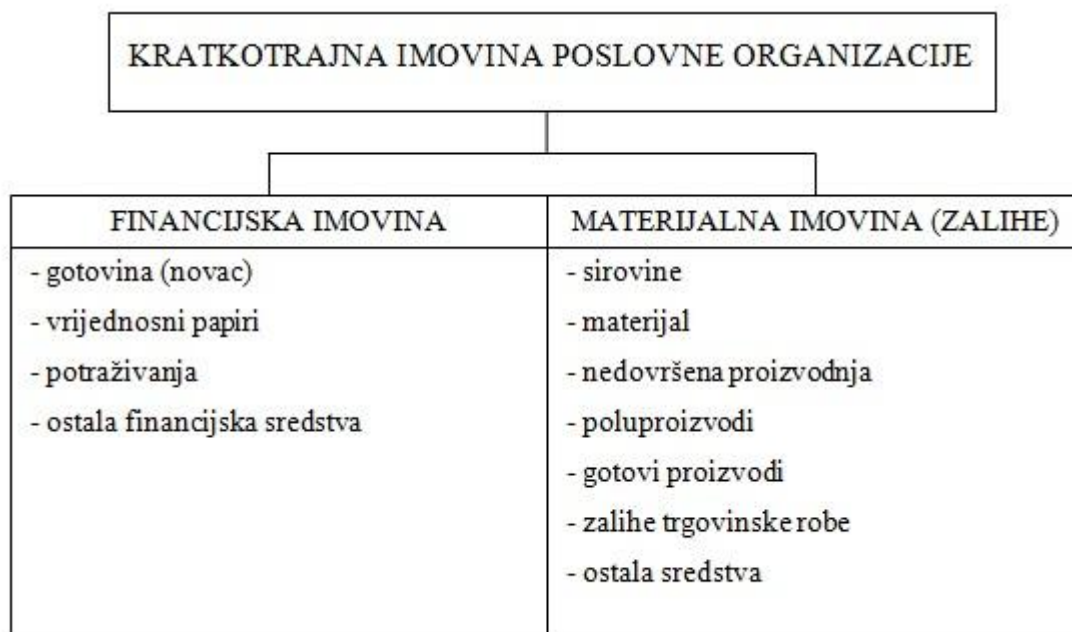 KRATKOTRAJNA IMOVINA POSLOVNE ORGANIZACIJE
FINANCIJSKA IMOVINA
- gotovina (novac)
- vrijednosni papiri
- potraživanja
- ostala financijska sredstva
MATERIJALNA IMOVINA (ZALIHE)
- sirovine
- materijal
- nedovršena proizvodnja
- poluproizvodi
- gotovi proizvodi
- zalihe trgovinske robe
- ostala sredstva